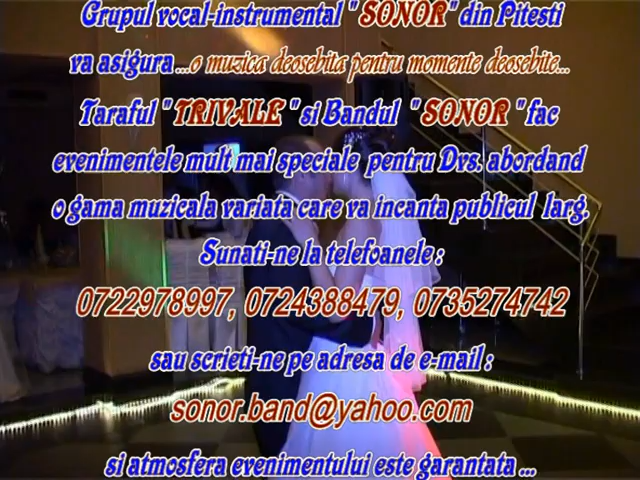 Grupul vocal-instrumental " SONOR" din Pitesti
va asigura ...o muzica deosebita pentru momente deosebite...
Taraful " TRIVALE " si Bandul " SONOR " fac
evenimentele mult mai speciale pentru Dvs. abordand
o gama muzicala variata care va incanta publicul larg.
Sunati-ne la telefoanele :
0722978997, 0724388479, 0735274742
sau scrieti-ne pe adresa de e-mail :
sonor.band@yahoo.com
si atmosfera evenimentului este garantata ...